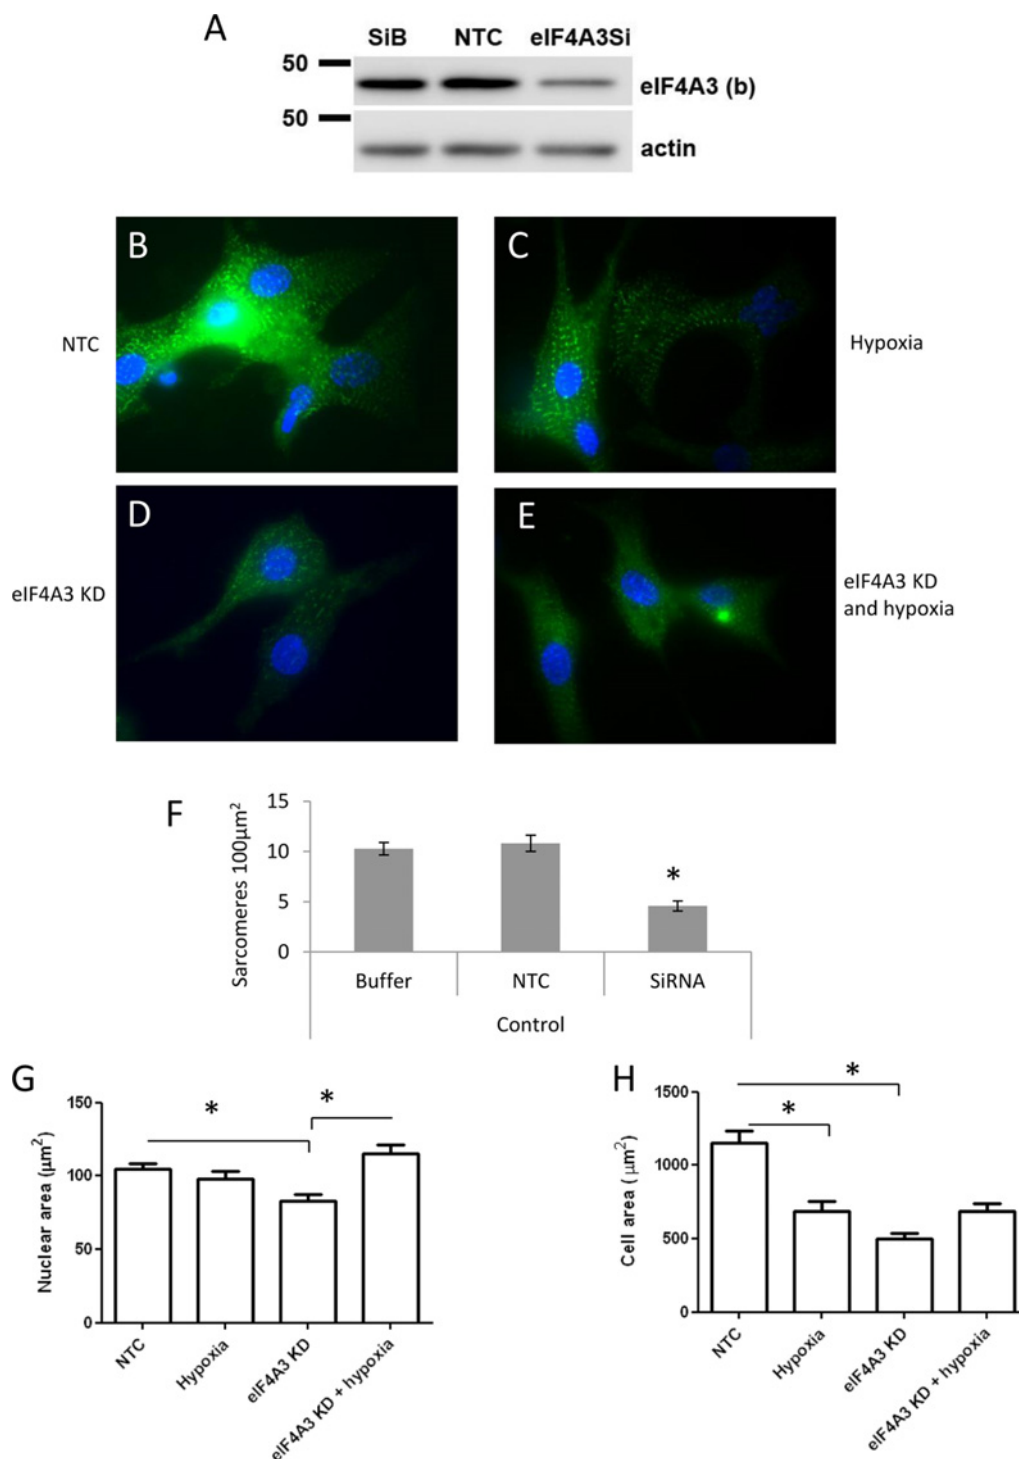 A
SiB NTC eIF4A3Si
50
eIF4A3 (b)
50
actin
B
C
NTC
Hypoxia
D
E
eIF4A3 KD
eIF4A3 KD
and hypoxia
F
Sarcomeres 100µm²
15
10
5
0
*
Buffer NTC SiRNA
Control
G
Nuclear area (µm²)
150
100
50
0
*
*
NTC
Hypoxia
eIF4A3 KD
eIF4A3 KD + hypoxia
H
Cell area ( µm²)
1500
1000
500
0
*
*
NTC
Hypoxia
eIF4A3 KD
eIF4A3 KD + hypoxia